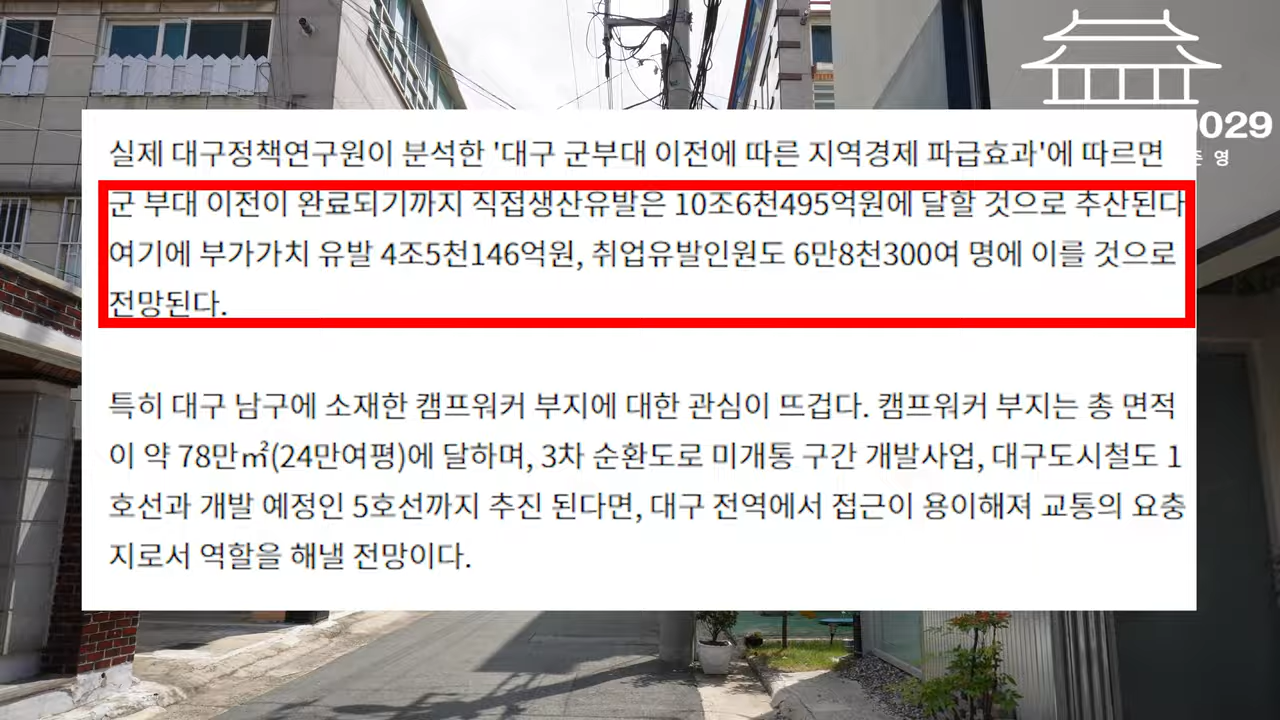 0029
준영
실제 대구정책연구원이 분석한 '대구 군부대 이전에 따른 지역경제 파급효과'에 따르면
군 부대 이전이 완료되기까지 직접생산유발은 10조6천495억원에 달할 것으로 추산된다
여기에 부가가치 유발 4조5천146억원, 취업유발인원도 6만8천300여 명에 이를 것으로
전망된다.
특히 대구 남구에 소재한 캠프워커 부지에 대한 관심이 뜨겁다. 캠프워커 부지는 총 면적
이 약 78만㎡(24만여평)에 달하며, 3차 순환도로 미개통 구간 개발사업, 대구도시철도 1
호선과 개발 예정인 5호선까지 추진 된다면, 대구 전역에서 접근이 용이해져 교통의 요충
지로서 역할을 해낼 전망이다.